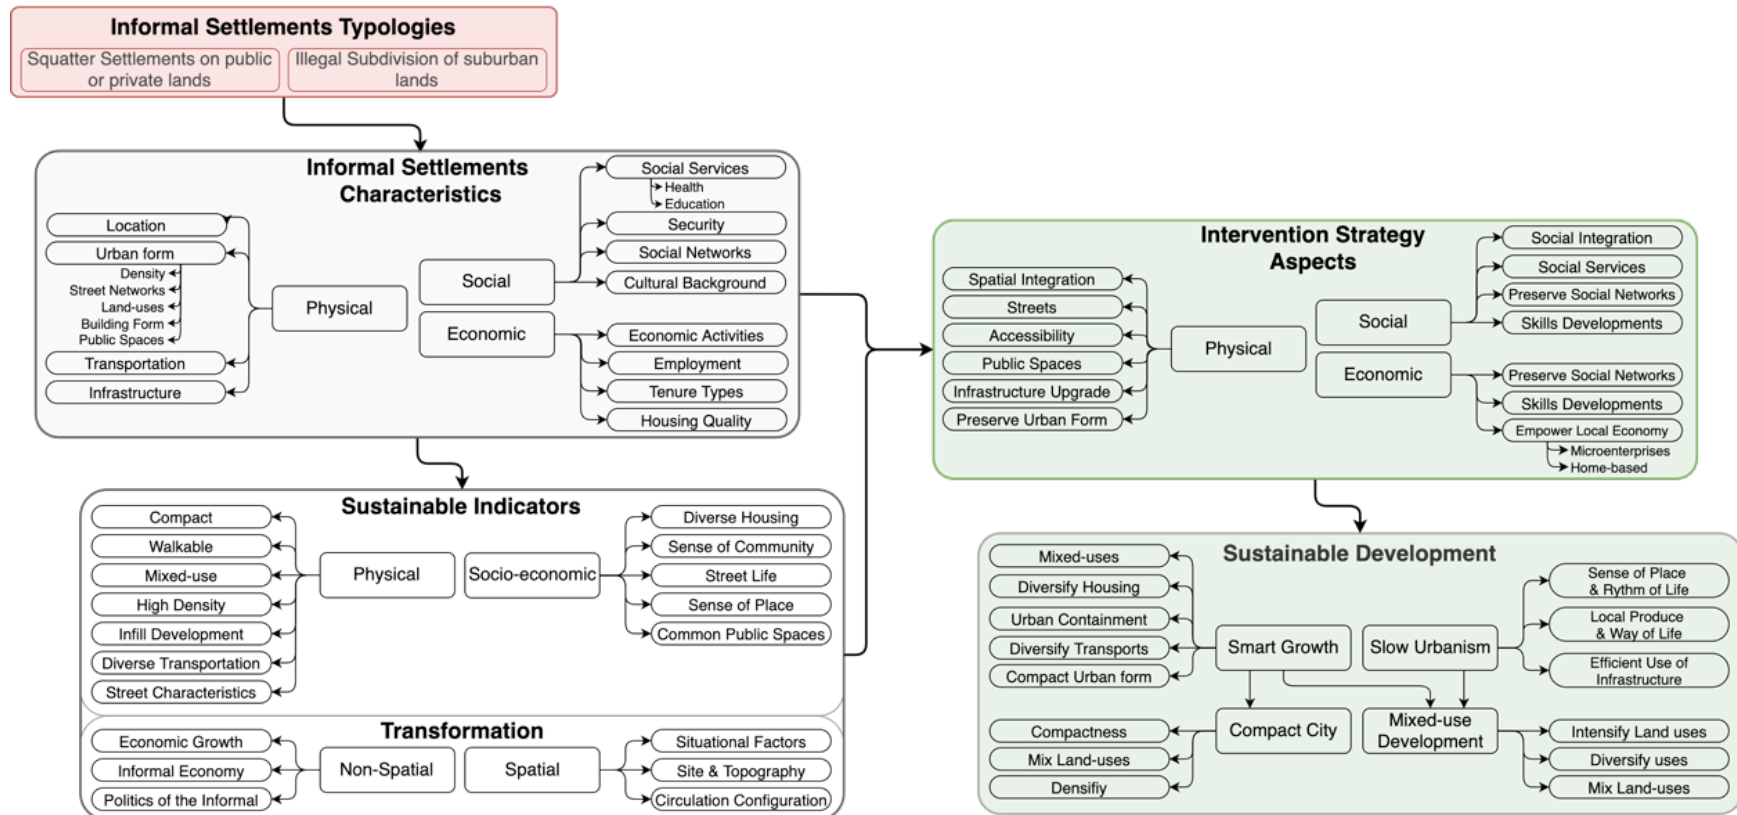 Informal Settlements Typologies
Squatter Settlements on public
or private lands
Illegal Subdivision of suburban
lands
Informal Settlements
Characteristics
Location
Urban form
Density
Street Networks
Land-uses
Building Form
Public Spaces
Transportation
Infrastructure
Physical
Social
Economic
Social Services
Health
Education
Security
Social Networks
Cultural Background
Economic Activities
Employment
Tenure Types
Housing Quality
Sustainable Indicators
Compact
Walkable
Mixed-use
High Density
Infill Development
Diverse Transportation
Street Characteristics
Physical
Socio-economic
Diverse Housing
Sense of Community
Street Life
Sense of Place
Common Public Spaces
Transformation
Economic Growth
Informal Economy
Politics of the Informal
Non-Spatial
Spatial
Situational Factors
Site & Topography
Circulation Configuration
Intervention Strategy
Aspects
Spatial Integration
Streets
Accessibility
Public Spaces
Infrastructure Upgrade
Preserve Urban Form
Physical
Social
Economic
Social Integration
Social Services
Preserve Social Networks
Skills Developments
Preserve Social Networks
Skills Developments
Empower Local Economy
Microenterprises
Home-based
Sustainable Development
Mixed-uses
Diversify Housing
Urban Containment
Diversify Transports
Compact Urban form
Smart Growth
Slow Urbanism
Sense of Place
& Rythm of Life
Local Produce
& Way of Life
Efficient Use of
Infrastructure
Compactness
Mix Land-uses
Densifiy
Compact City
Mixed-use
Development
Intensify Land uses
Diversify uses
Mix Land-uses